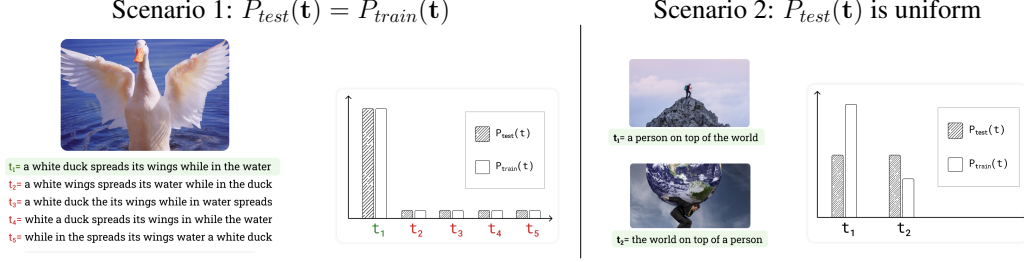 Scenario 1: P_test(t) = P_train(t)
t₁= a white duck spreads its wings while in the water
t₂= a white wings spreads its water while in the duck
t₃= a white duck the its wings while in water spreads
t₄= white a duck spreads its wings in while the water
t₅= while in the spreads its wings water a white duck
P_test(t)
P_train(t)
t₁ t₂ t₃ t₄ t₅
Scenario 2: P_test(t) is uniform
t₁= a person on top of the world
t₂= the world on top of a person
P_test(t)
P_train(t)
t₁ t₂